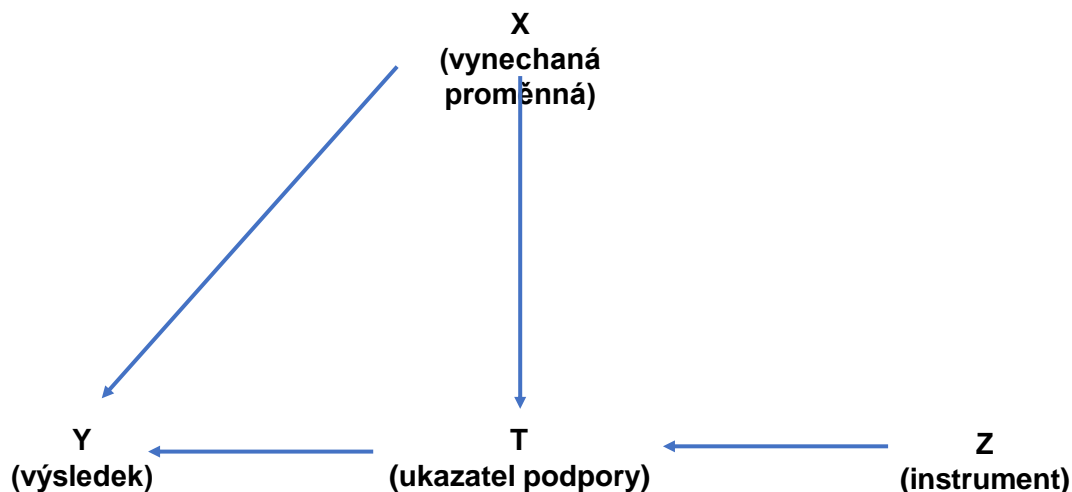 X
(vynechaná
proměnná)
Y
(výsledek)
T
(ukazatel podpory)
Z
(instrument)